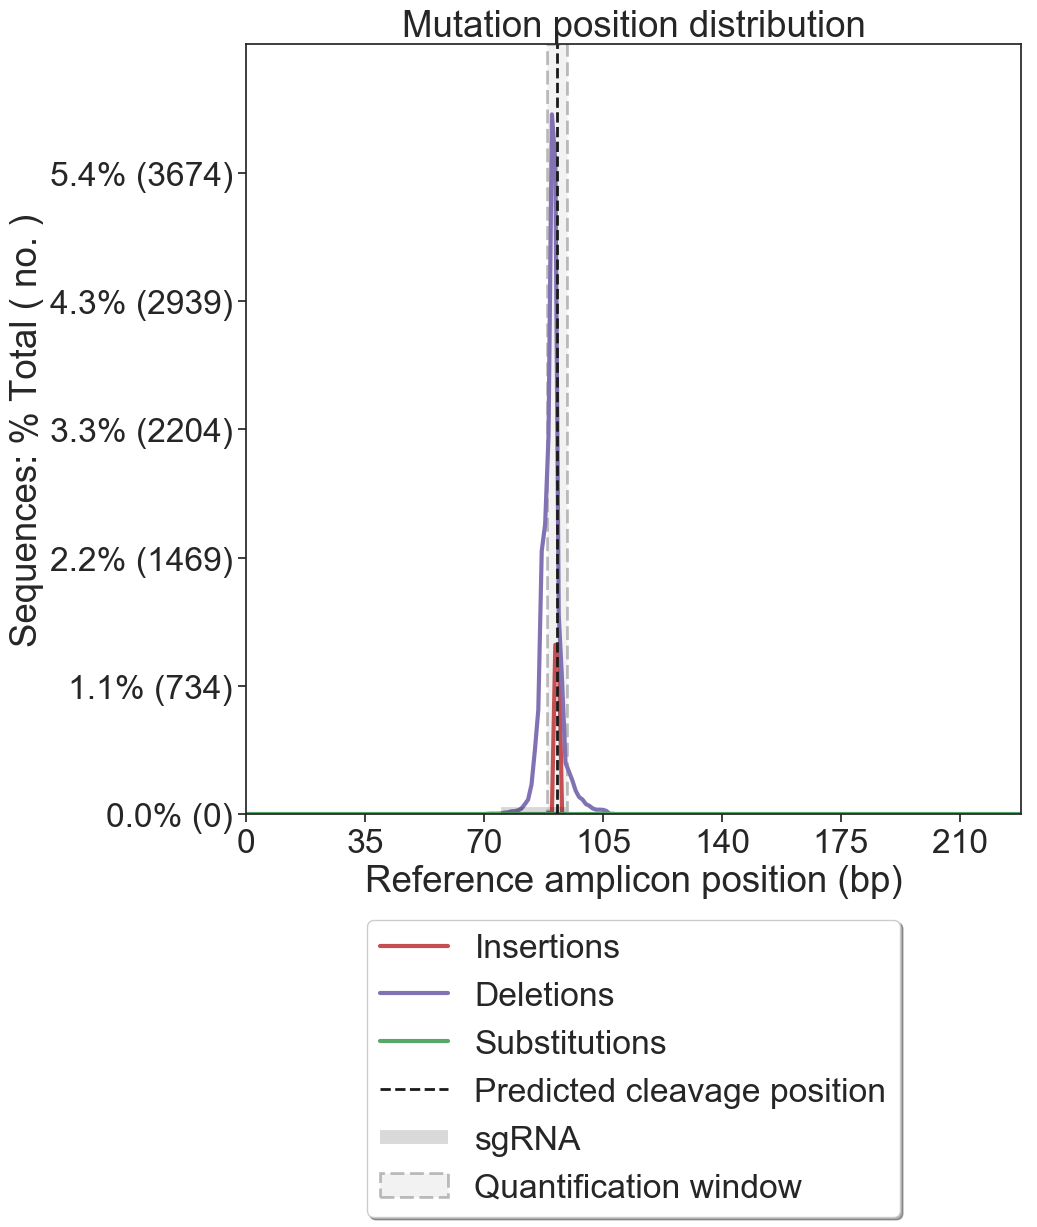 Mutation position distribution
Sequences: % Total ( no. )
5.4% (3674)
4.3% (2939)
3.3% (2204)
2.2% (1469)
1.1% (734)
0.0% (0)
0 35 70 105 140 175 210
Reference amplicon position (bp)
Insertions
Deletions
Substitutions
Predicted cleavage position
sgRNA
Quantification window